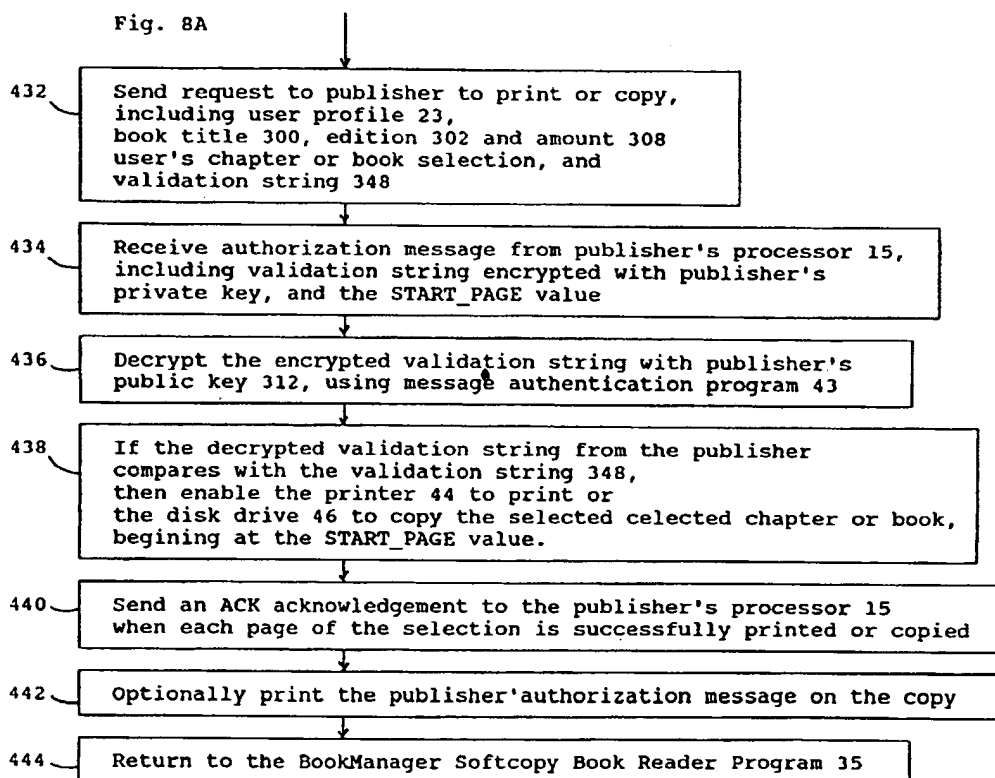 Fig. 8A
432
Send request to publisher to print or copy,
including user profile 23,
book title 300, edition 302 and amount 308
user's chapter or book selection, and
validation string 348
434
Receive authorization message from publisher's processor 15,
including validation string encrypted with publisher's
private key, and the START_PAGE value
436
Decrypt the encrypted validation string with publisher's
public key 312, using message authentication program 43
438
If the decrypted validation string from the publisher
compares with the validation string 348,
then enable the printer 44 to print or
the disk drive 46 to copy the selected celected chapter or book,
begining at the START_PAGE value.
440
Send an ACK acknowledgement to the publisher's processor 15
when each page of the selection is successfully printed or copied
442
Optionally print the publisher'authorization message on the copy
444
Return to the BookManager Softcopy Book Reader Program 35